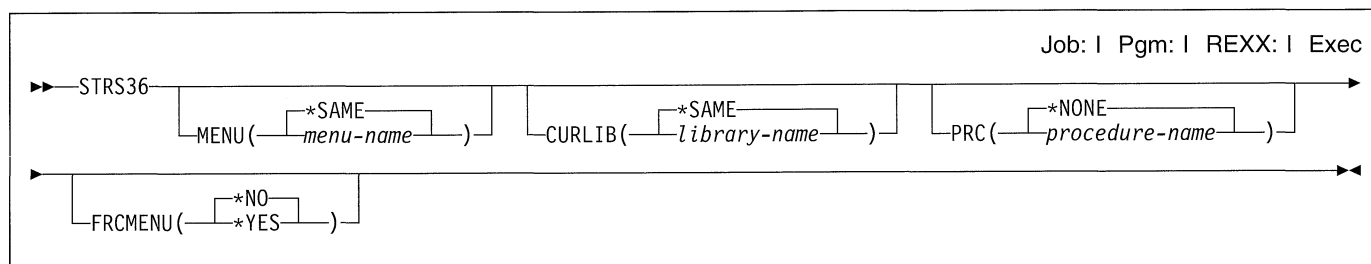 Job: I Pgm: I REXX: I Exec
STRS36
*SAME
MENU( menu-name )
*SAME
CURLIB( library-name )
*NONE
PRC( procedure-name )
*NO
FRCMENU( *YES )